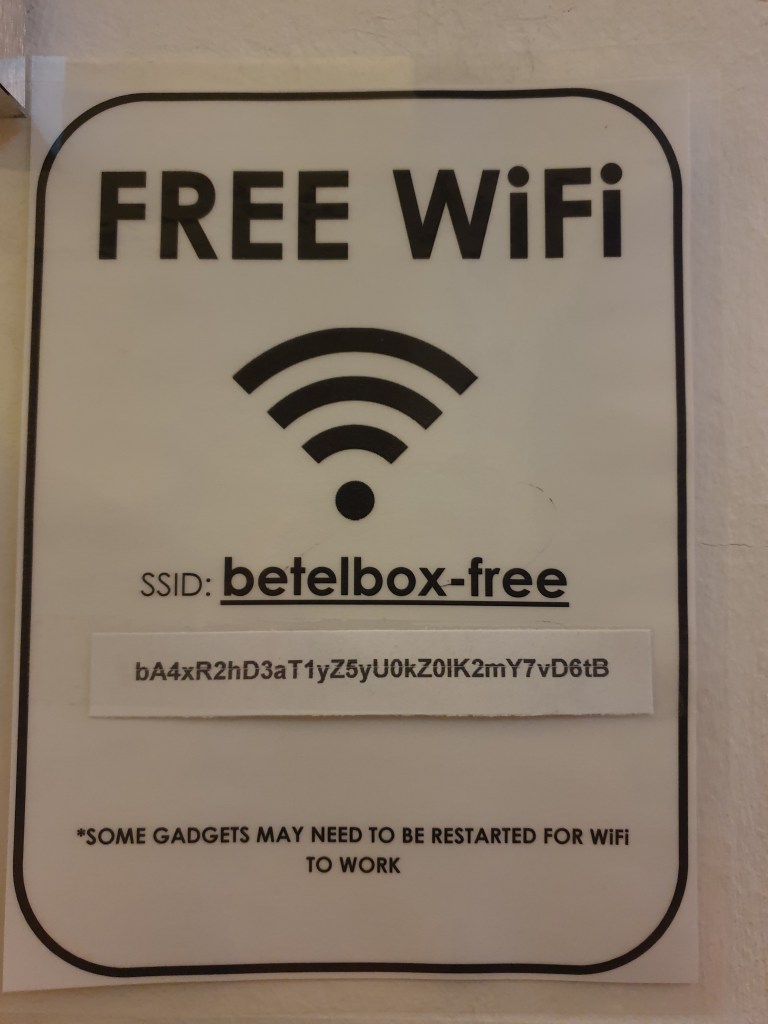 FREE WiFi
SSID: betelbox-free
bA4xR2hD3aT1yZ5yU0kZ0lK2mY7vD6tB
*SOME GADGETS MAY NEED TO BE RESTARTED FOR WiFi
TO WORK